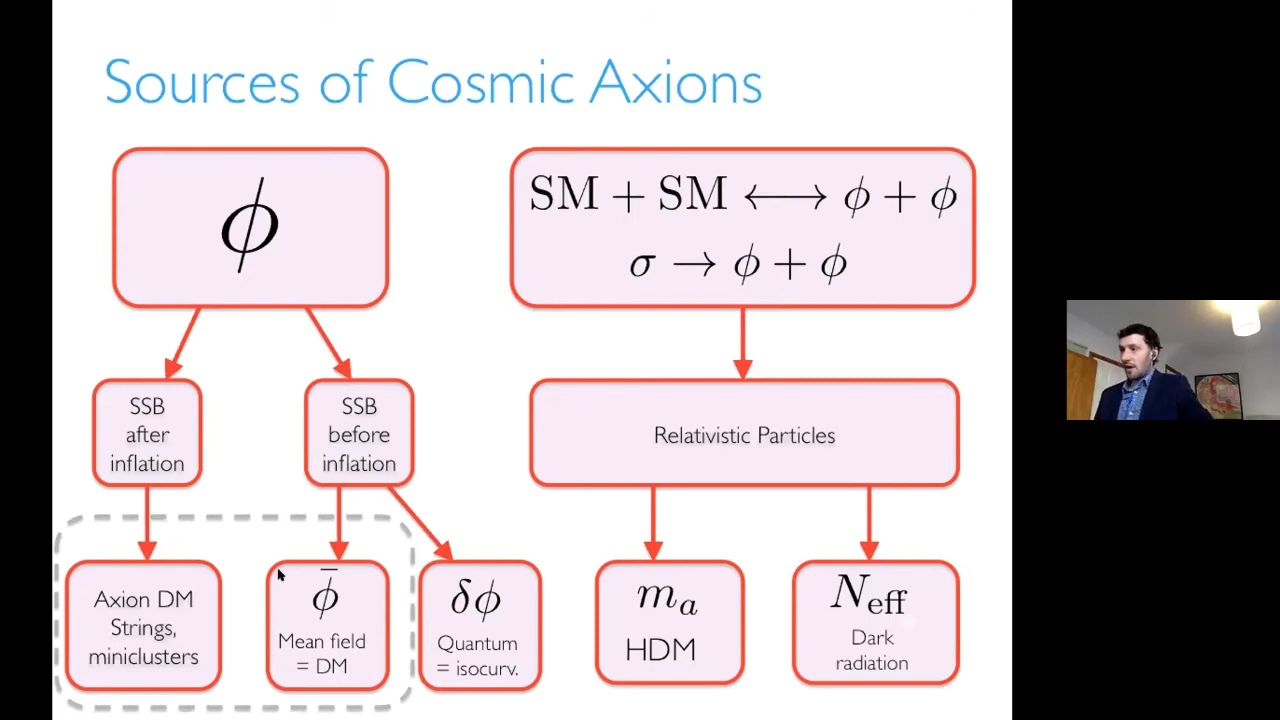 Sources of Cosmic Axions
ϕ
SM + SM ⟷ ϕ + ϕ
σ → ϕ + ϕ
SSB
after
inflation
SSB
before
inflation
Relativistic Particles
Axion DM
Strings,
miniclusters
ϕ̄
Mean field
= DM
δϕ
Quantum
= isocurv.
mₐ
HDM
N_eff
Dark
radiation